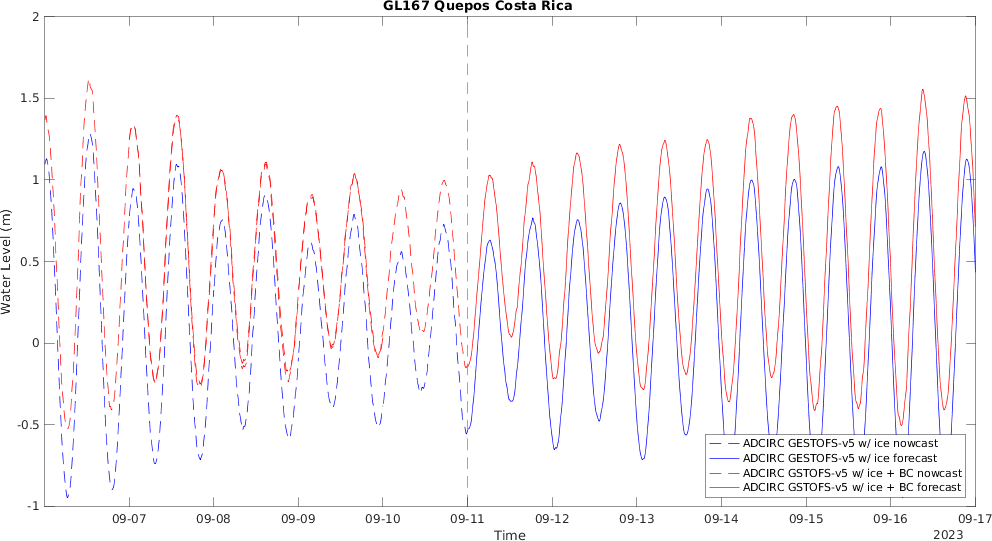 GL167 Quepos Costa Rica
Water Level (m)
2
1.5
1
0.5
0
-0.5
-1
ADCIRC GESTOFS-v5 w/ ice nowcast
ADCIRC GESTOFS-v5 w/ ice forecast
ADCIRC GSTOFS-v5 w/ ice + BC nowcast
ADCIRC GSTOFS-v5 w/ ice + BC forecast
09-07 09-08 09-09 09-10 09-11 09-12 09-13 09-14 09-15 09-16 09-17
Time
2023